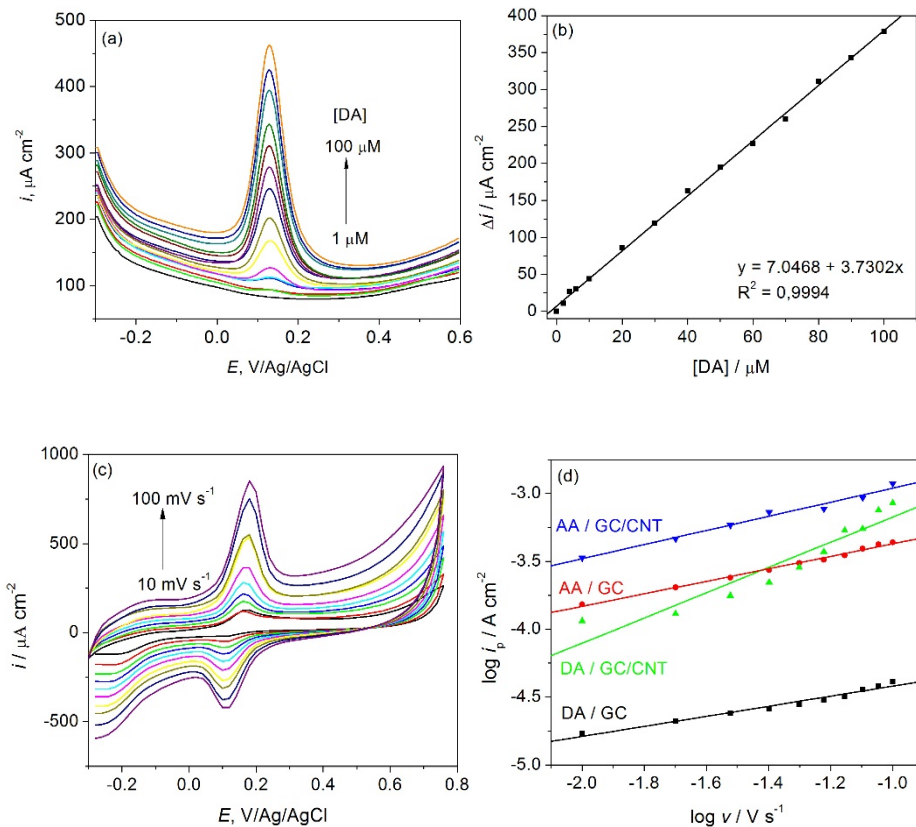 (a)
500
400
300
200
100
i, µA cm-2
[DA]
100 µM
1 µM
-0.2 0.0 0.2 0.4 0.6
E, V/Ag/AgCl
(b)
400
350
300
250
200
150
100
50
0
Δi / µA cm-2
y = 7.0468 + 3.7302x
R2 = 0,9994
0 20 40 60 80 100
[DA] / µM
(c)
1000
500
0
-500
i / µA cm-2
100 mV s-1
10 mV s-1
-0.2 0.0 0.2 0.4 0.6 0.8
E, V/Ag/AgCl
(d)
-3.0
-3.5
-4.0
-4.5
-5.0
log ip / A cm-2
AA / GC/CNT
AA / GC
DA / GC/CNT
DA / GC
-2.0 -1.8 -1.6 -1.4 -1.2 -1.0
log v / V s-1